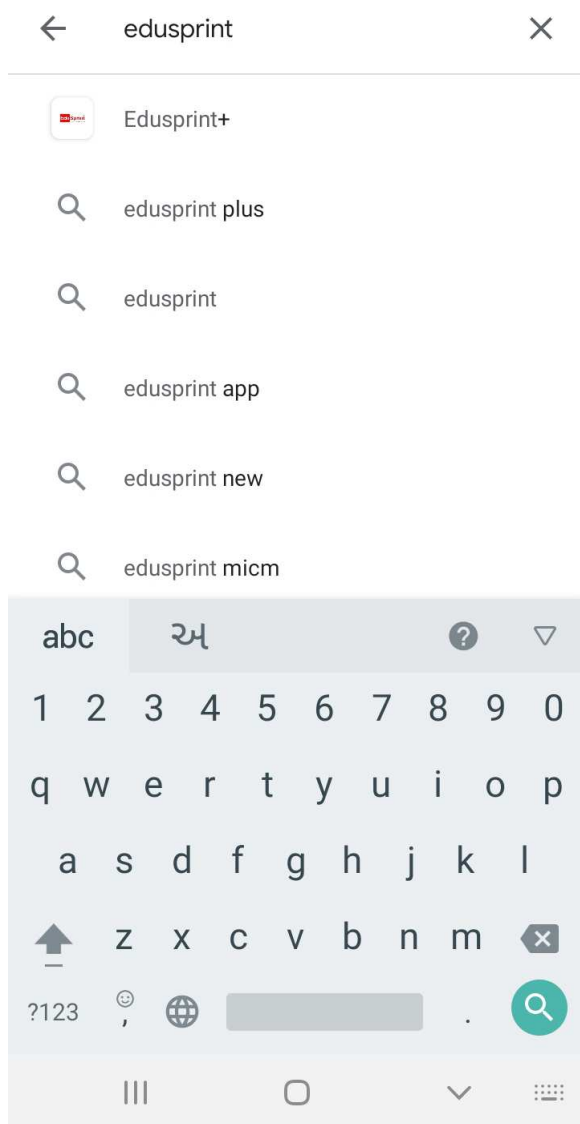 edusprint
Edusprint+
edusprint plus
edusprint
edusprint app
edusprint new
edusprint micm
abc અ
1 2 3 4 5 6 7 8 9 0
q w e r t y u i o p
a s d f g h j k l
z x c v b n m
?123 , .